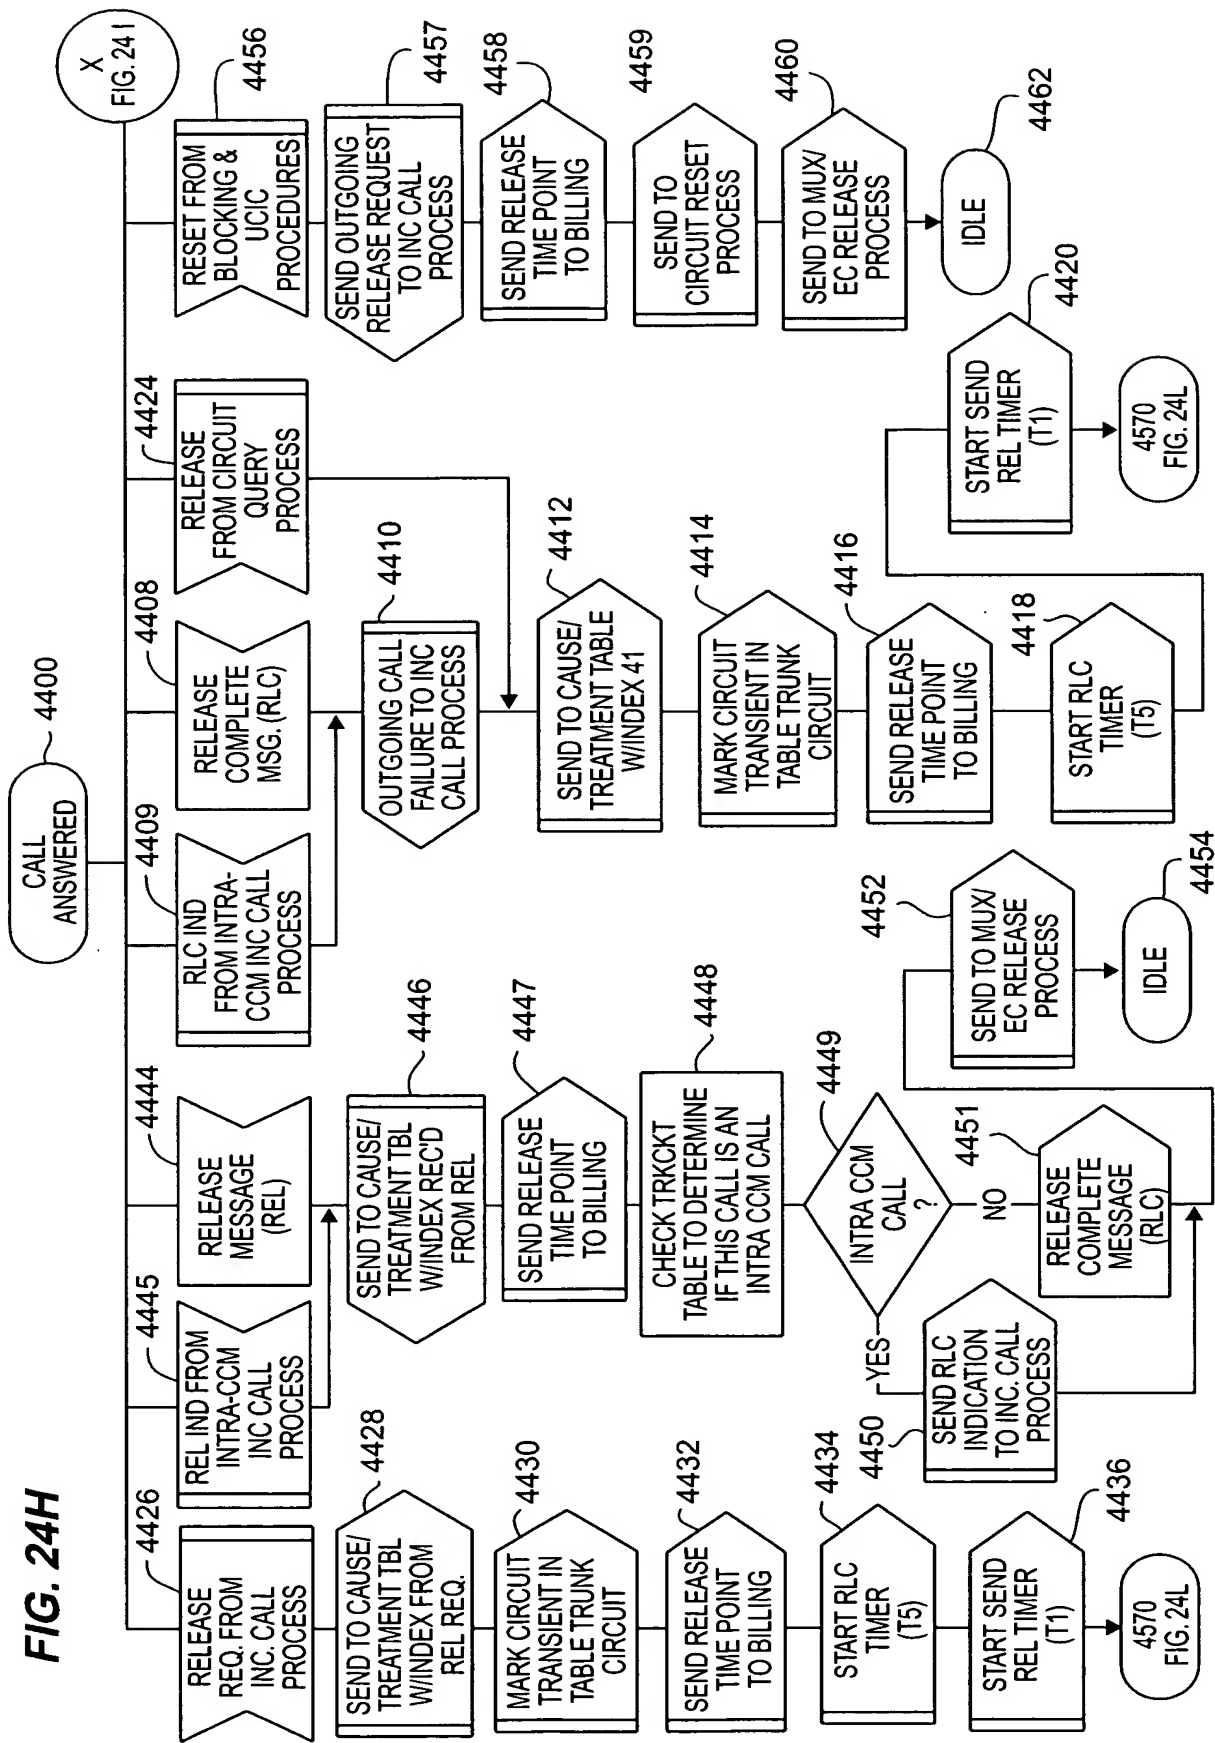 FIG. 24H
CALL
ANSWERED
4400
X
FIG. 24 I
4426
RELEASE
REQ. FROM
INC. CALL
PROCESS
4428
SEND TO CAUSE/
TREATMENT TBL
W/INDEX FROM
REL REQ.
4430
MARK CIRCUIT
TRANSIENT IN
TABLE TRUNK
CIRCUIT
4432
SEND RELEASE
TIME POINT
TO BILLING
4434
START RLC
TIMER
(T5)
4436
START SEND
REL TIMER
(T1)
4570
FIG. 24L
4445
REL IND FROM
INTRA-CCM
INC CALL
PROCESS
4444
RELEASE
MESSAGE
(REL)
4446
SEND TO CAUSE/
TREATMENT TBL
W/INDEX REC'D
FROM REL
4447
SEND RELEASE
TIME POINT
TO BILLING
4448
CHECK TRKCKT
TABLE TO DETERMINE
IF THIS CALL IS AN
INTRA CCM CALL
4449
INTRA CCM
CALL
?
YES
NO
4450
SEND RLC
INDICATION
TO INC. CALL
PROCESS
4451
RELEASE
COMPLETE
MESSAGE
(RLC)
4452
SEND TO MUX/
EC RELEASE
PROCESS
IDLE
4454
4409
RLC IND
FROM INTRA-
CCM INC CALL
PROCESS
4408
RELEASE
COMPLETE
MSG. (RLC)
4424
RELEASE
FROM CIRCUIT
QUERY
PROCESS
4410
OUTGOING CALL
FAILURE TO INC
CALL PROCESS
4412
SEND TO CAUSE/
TREATMENT TABLE
W/INDEX 41
4414
MARK CIRCUIT
TRANSIENT IN
TABLE TRUNK
CIRCUIT
4416
SEND RELEASE
TIME POINT
TO BILLING
4418
START RLC
TIMER
(T5)
4420
START SEND
REL TIMER
(T1)
4570
FIG. 24L
4456
RESET FROM
BLOCKING &
UCIC
PROCEDURES
4457
SEND OUTGOING
RELEASE REQUEST
TO INC CALL
PROCESS
4458
SEND RELEASE
TIME POINT
TO BILLING
4459
SEND TO
CIRCUIT RESET
PROCESS
4460
SEND TO MUX/
EC RELEASE
PROCESS
4462
IDLE